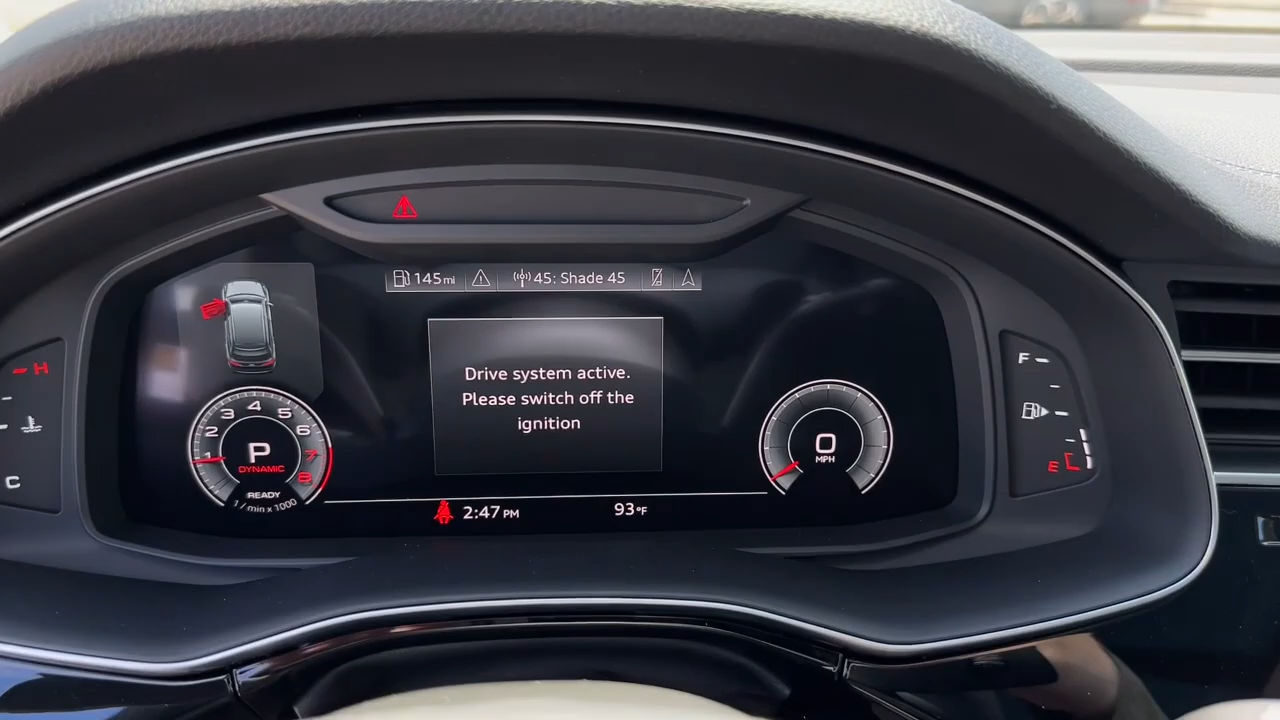 145 mi
45: Shade 45
Drive system active.
Please switch off the
ignition
H
C
1
2
3
4
5
6
7
8
P
DYNAMIC
READY
1 / min x 1000
0
MPH
F
E
2:47 PM
93°F